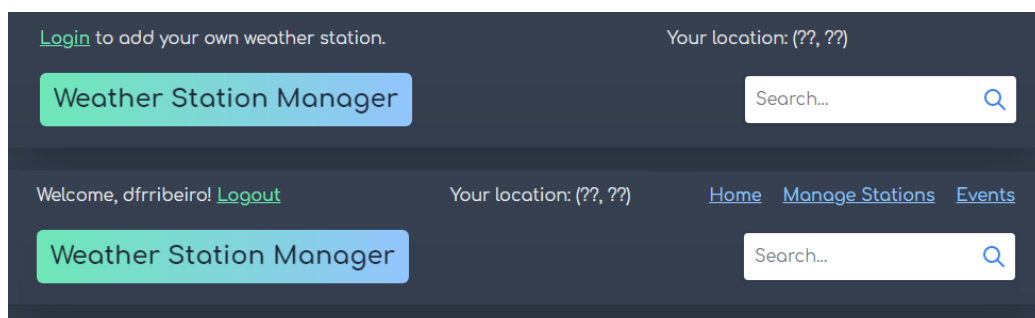 Login to add your own weather station. Your location: (??, ??)
Weather Station Manager Search...
Welcome, dfrribeiro! Logout Your location: (??, ??) Home Manage Stations Events
Weather Station Manager Search...